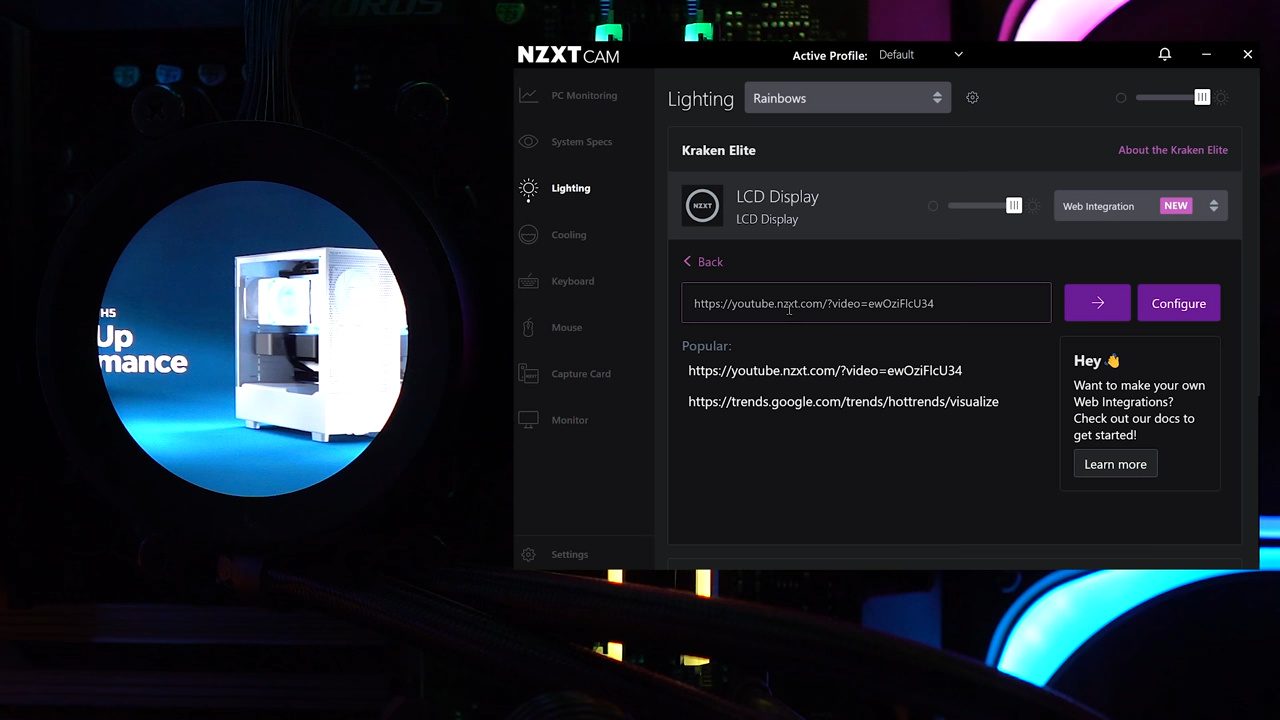 AORUS
NZXT CAM
Active Profile: Default
PC Monitoring
System Specs
Lighting
Cooling
Keyboard
Mouse
Capture Card
Monitor
Settings
Lighting Rainbows
Kraken Elite
About the Kraken Elite
NZXT
LCD Display
LCD Display
Web Integration NEW
Back
https://youtube.nzxt.com/?video=ewOziFlcU34
Configure
Popular:
https://youtube.nzxt.com/?video=ewOziFlcU34
https://trends.google.com/trends/hottrends/visualize
Hey 👋
Want to make your own
Web Integrations?
Check out our docs to
get started!
Learn more
H5
Up
mance